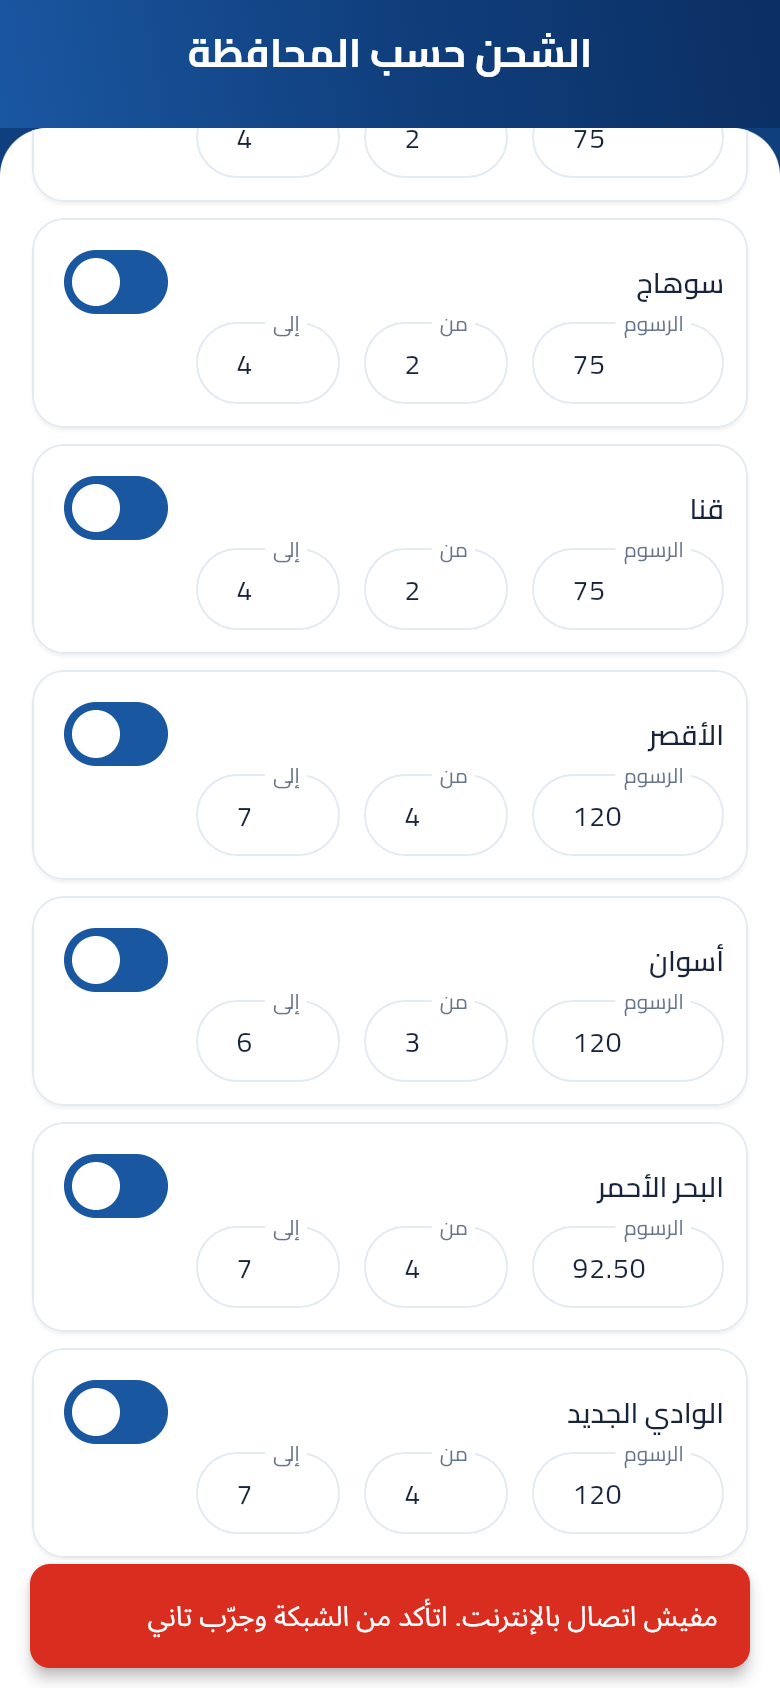 الشحن حسب المحافظة
75 2 4
سوهاج
الرسوم من إلى
75 2 4
قنا
الرسوم من إلى
75 2 4
الأقصر
الرسوم من إلى
120 4 7
أسوان
الرسوم من إلى
120 3 6
البحر الأحمر
الرسوم من إلى
92.50 4 7
الوادي الجديد
الرسوم من إلى
120 4 7
مفيش اتصال بالإنترنت. اتأكد من الشبكة وجرّب تاني